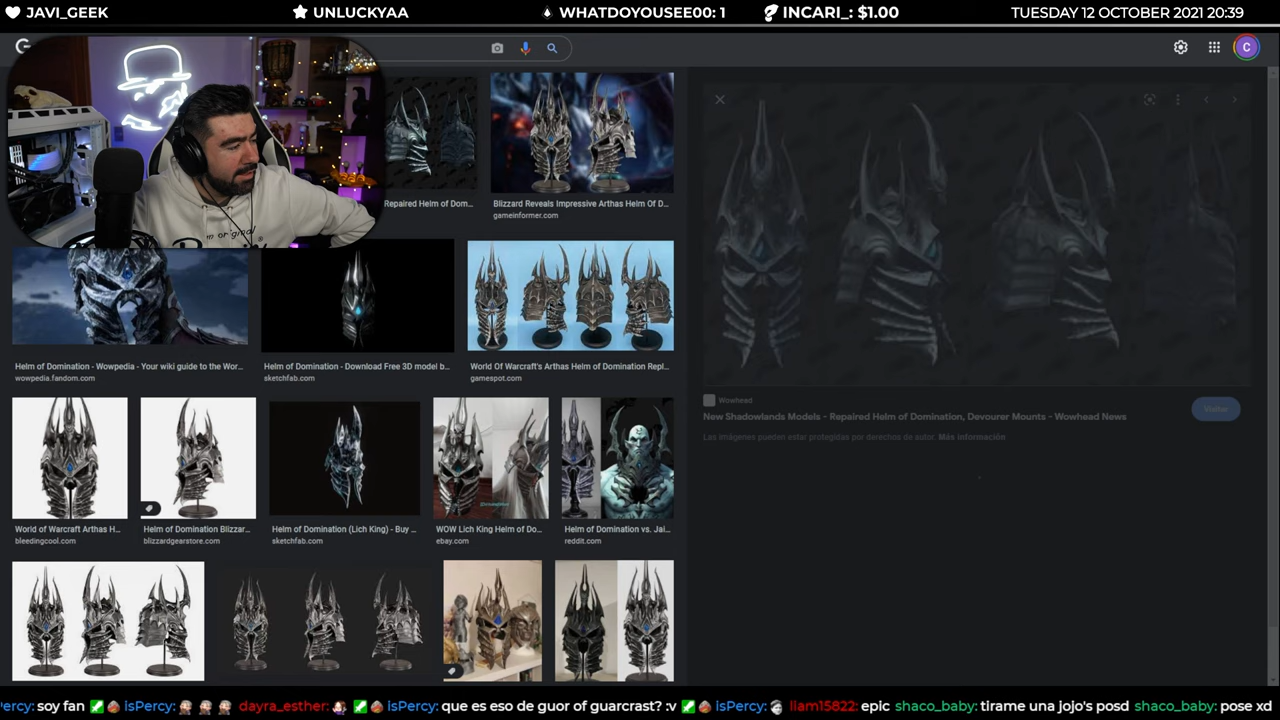 JAVI_GEEK
UNLUCKYAA
WHATDOYOUSEE00: 1
INCARI_: $1.00
TUESDAY 12 OCTOBER 2021 20:39
C
Repaired Helm of Dom...
Blizzard Reveals Impressive Arthas Helm Of D...
gameinformer.com
Helm of Domination - Wowpedia - Your wiki guide to the Wor...
wowpedia.fandom.com
Helm of Domination - Download Free 3D model b...
sketchfab.com
World Of Warcraft's Arthas Helm of Domination Repl...
gamespot.com
Wowhead
New Shadowlands Models - Repaired Helm of Domination, Devourer Mounts - Wowhead News
Visitar
Las imágenes pueden estar protegidas por derechos de autor. Más información
World of Warcraft Arthas H...
bleedingcool.com
Helm of Domination Blizzar...
blizzardgearstore.com
Helm of Domination (Lich King) - Buy ...
sketchfab.com
WOW Lich King Helm of Do...
ebay.com
Helm of Domination vs. Jai...
reddit.com
Percy: soy fan isPercy: dayra_esther: isPercy: que es eso de guor of guarcrast? :v isPercy: liam15822: epic shaco_baby: tirame una jojo's posd shaco_baby: pose xd